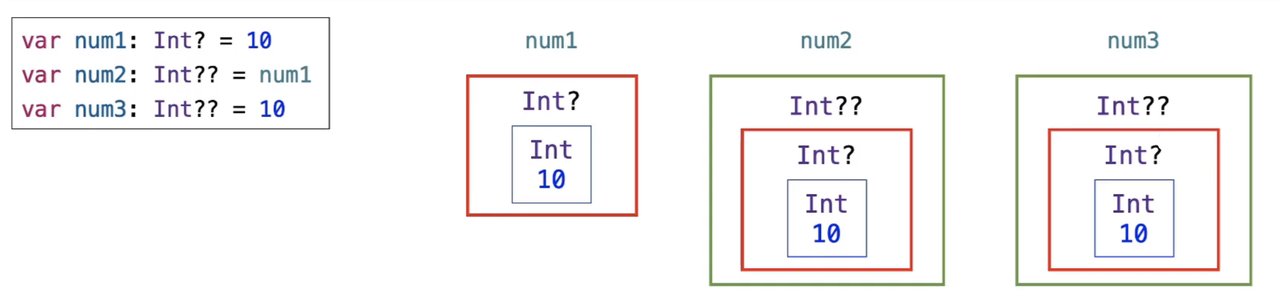 var num1: Int? = 10
var num2: Int?? = num1
var num3: Int?? = 10
num1
Int?
Int
10
num2
Int??
Int?
Int
10
num3
Int??
Int?
Int
10